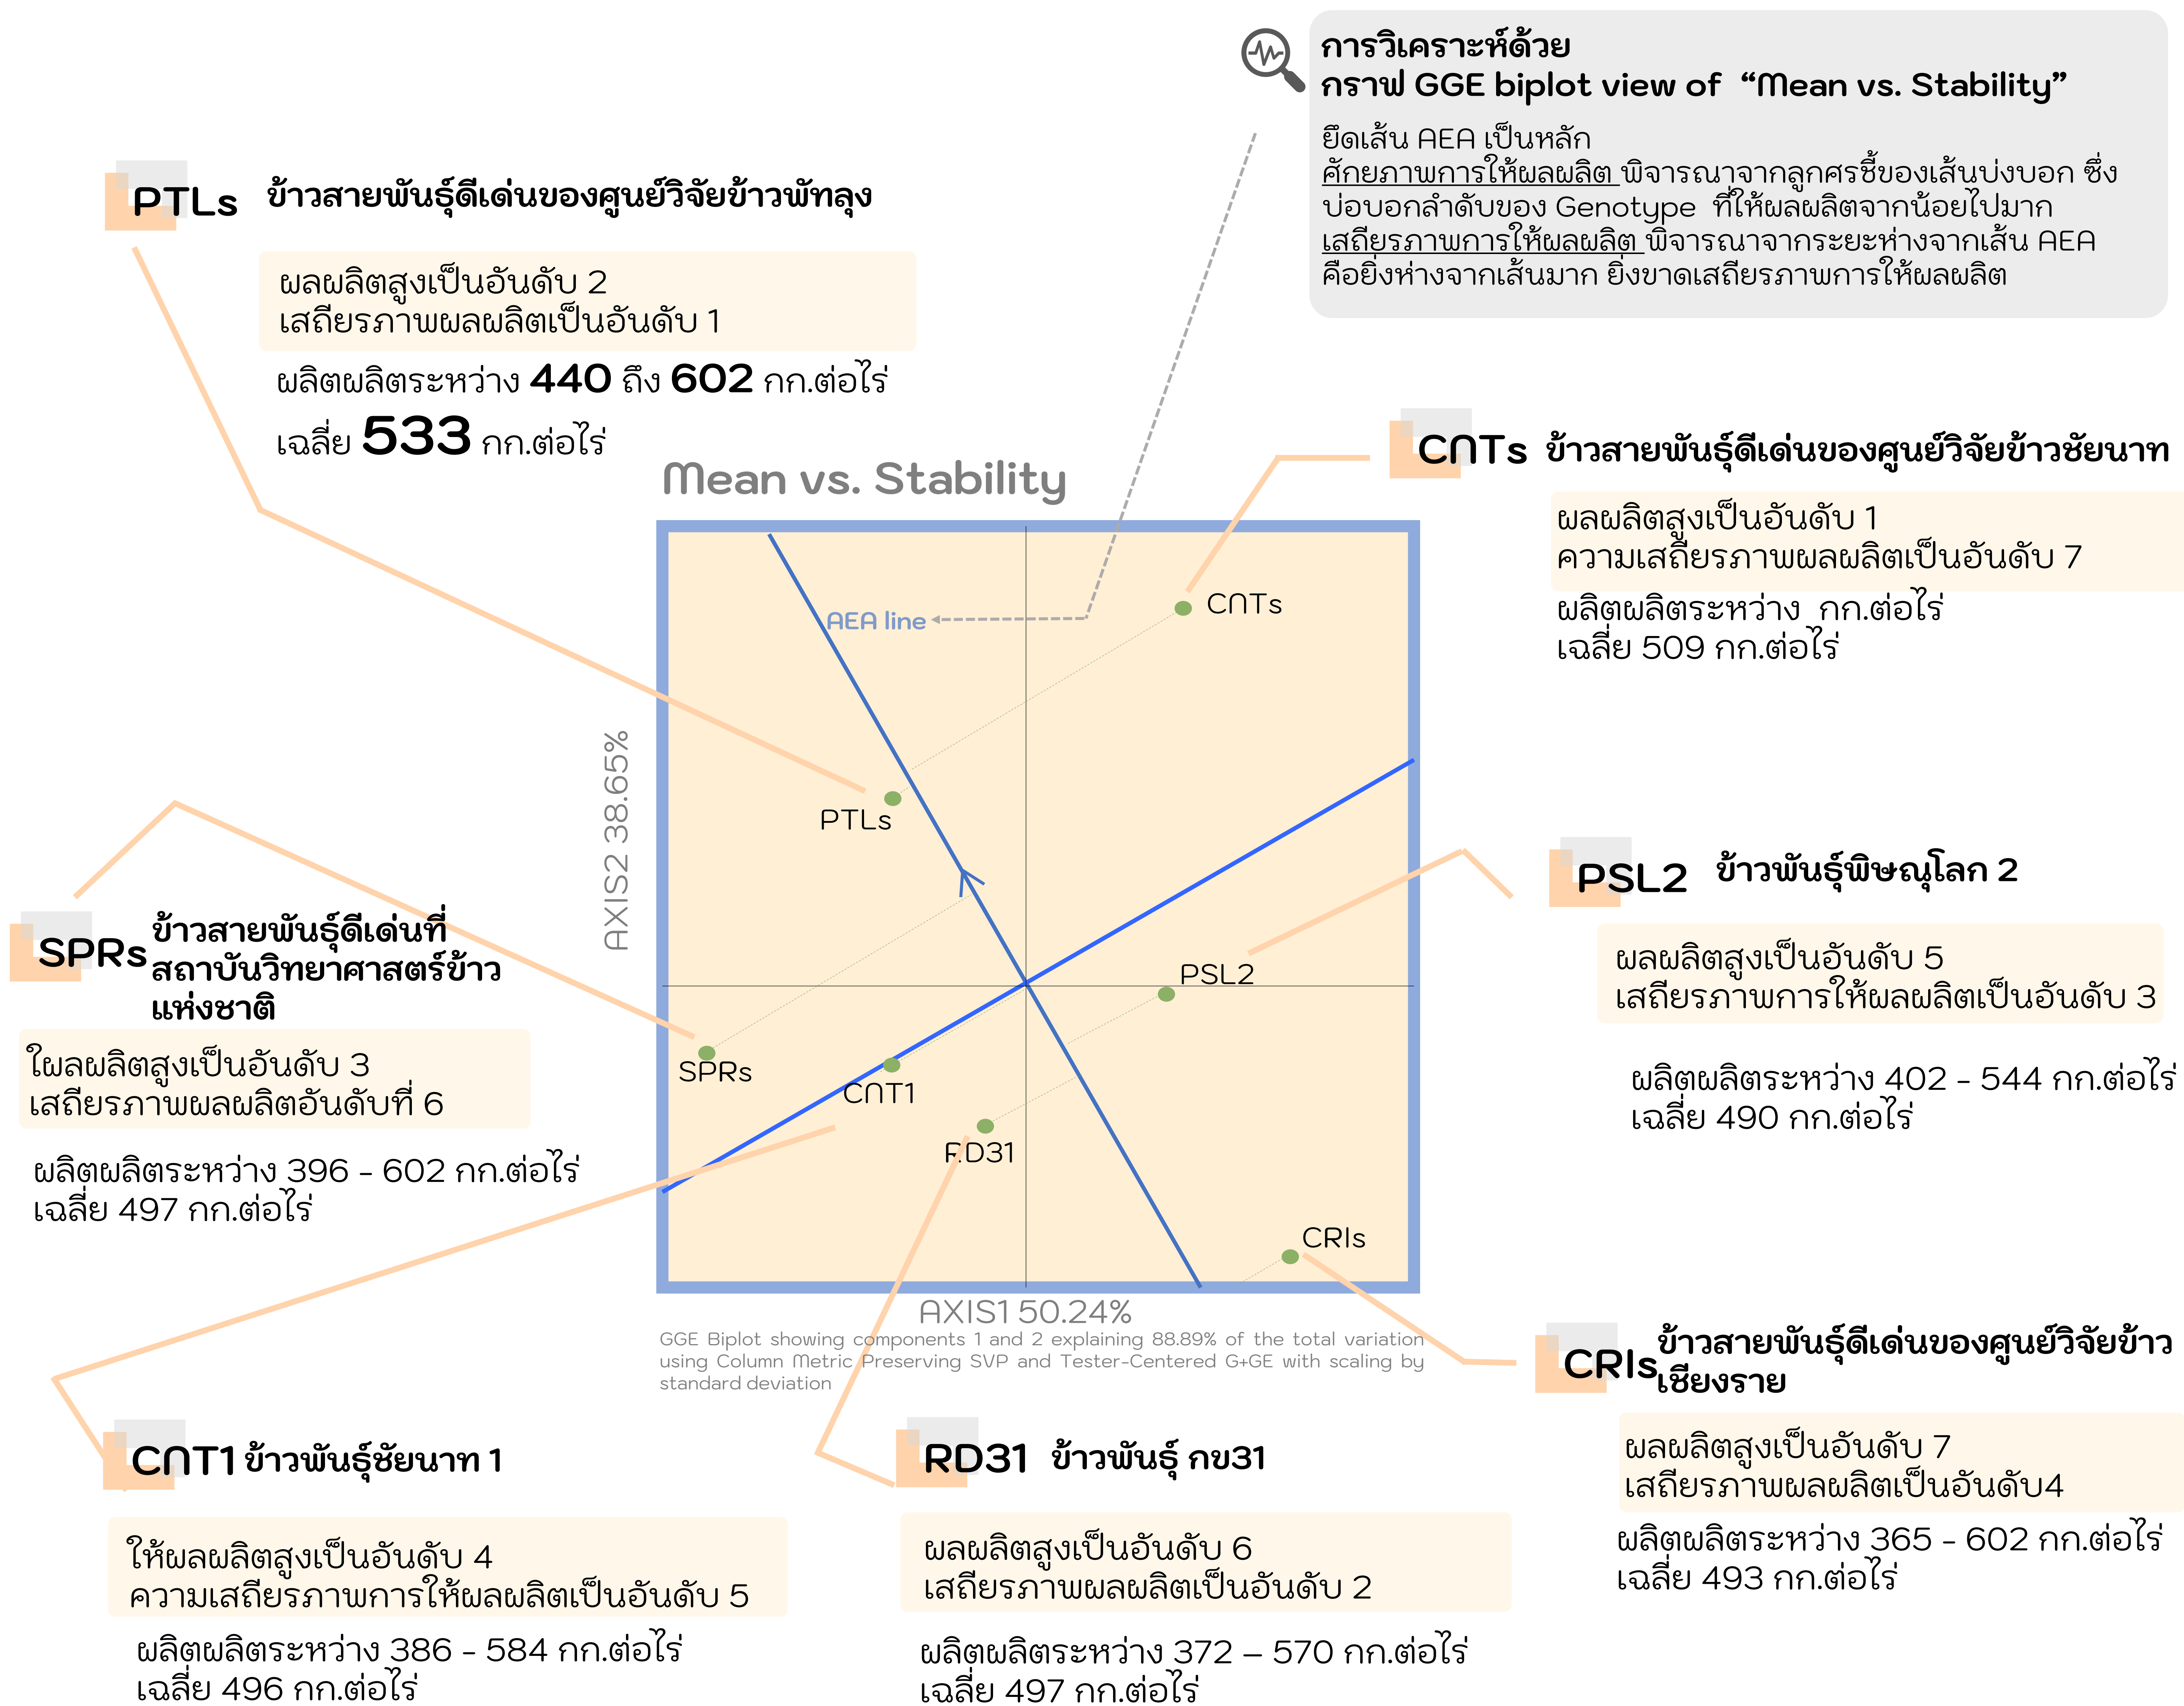 การวิเคราะห์ด้วย
กราฟ GGE biplot view of “Mean vs. Stability”
ยึดเส้น AEA เป็นหลัก
ศักยภาพการให้ผลผลิต พิจารณาจากลูกศรชี้ของเส้นบ่งบอก ซึ่ง
บ่อบอกลำดับของ Genotype ที่ให้ผลผลิตจากน้อยไปมาก
เสถียรภาพการให้ผลผลิต พิจารณาจากระยะห่างจากเส้น AEA
คือยิ่งห่างจากเส้นมาก ยิ่งขาดเสถียรภาพการให้ผลผลิต
PTLs ข้าวสายพันธุ์ดีเด่นของศูนย์วิจัยข้าวพัทลุง
ผลผลิตสูงเป็นอันดับ 2
เสถียรภาพผลผลิตเป็นอันดับ 1
ผลิตผลิตระหว่าง 440 ถึง 602 กก.ต่อไร่
เฉลี่ย 533 กก.ต่อไร่
CNTs ข้าวสายพันธุ์ดีเด่นของศูนย์วิจัยข้าวชัยนาท
ผลผลิตสูงเป็นอันดับ 1
ความเสถียรภาพผลผลิตเป็นอันดับ 7
ผลิตผลิตระหว่าง กก.ต่อไร่
เฉลี่ย 509 กก.ต่อไร่
Mean vs. Stability
AEA line
CNTs
PTLs
AXIS2 38.65%
PSL2
SPRs
CNT1
RD31
CRIs
AXIS1 50.24%
GGE Biplot showing components 1 and 2 explaining 88.89% of the total variation
using Column Metric Preserving SVP and Tester-Centered G+GE with scaling by
standard deviation
PSL2 ข้าวพันธุ์พิษณุโลก 2
ผลผลิตสูงเป็นอันดับ 5
เสถียรภาพการให้ผลผลิตเป็นอันดับ 3
ผลิตผลิตระหว่าง 402 - 544 กก.ต่อไร่
เฉลี่ย 490 กก.ต่อไร่
SPRs ข้าวสายพันธุ์ดีเด่นที่
สถาบันวิทยาศาสตร์ข้าว
แห่งชาติ
ใผลผลิตสูงเป็นอันดับ 3
เสถียรภาพผลผลิตอันดับที่ 6
ผลิตผลิตระหว่าง 396 - 602 กก.ต่อไร่
เฉลี่ย 497 กก.ต่อไร่
CRIs ข้าวสายพันธุ์ดีเด่นของศูนย์วิจัยข้าว
เชียงราย
ผลผลิตสูงเป็นอันดับ 7
เสถียรภาพผลผลิตเป็นอันดับ4
ผลิตผลิตระหว่าง 365 - 602 กก.ต่อไร่
เฉลี่ย 493 กก.ต่อไร่
CNT1 ข้าวพันธุ์ชัยนาท 1
ให้ผลผลิตสูงเป็นอันดับ 4
ความเสถียรภาพการให้ผลผลิตเป็นอันดับ 5
ผลิตผลิตระหว่าง 386 - 584 กก.ต่อไร่
เฉลี่ย 496 กก.ต่อไร่
RD31 ข้าวพันธุ์ กข31
ผลผลิตสูงเป็นอันดับ 6
เสถียรภาพผลผลิตเป็นอันดับ 2
ผลิตผลิตระหว่าง 372 – 570 กก.ต่อไร่
เฉลี่ย 497 กก.ต่อไร่